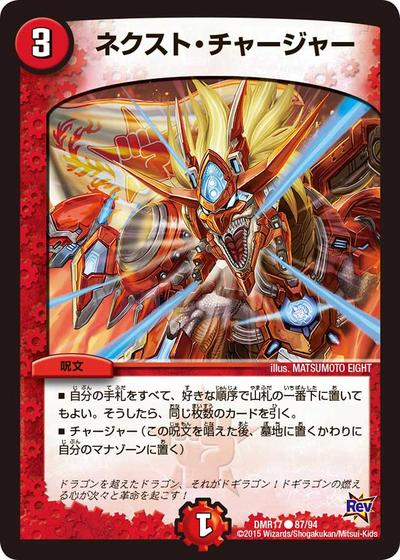 3
ネクスト・チャージャー
呪文
illus. MATSUMOTO EIGHT
■ 自分の手札をすべて、好きな順序で山札の一番下に置いて
もよい。そうしたら、同じ枚数のカードを引く。
■ チャージャー(この呪文を唱えた後、墓地に置くかわりに
自分のマナゾーンに置く)
ドラゴンを超えたドラゴン、それがドギラゴン!ドギラゴンの燃え
る心が次々と革命を起こす!
1
DMR17 ● 87/94
©2015 Wizards/Shogakukan/Mitsui-Kids
Rev